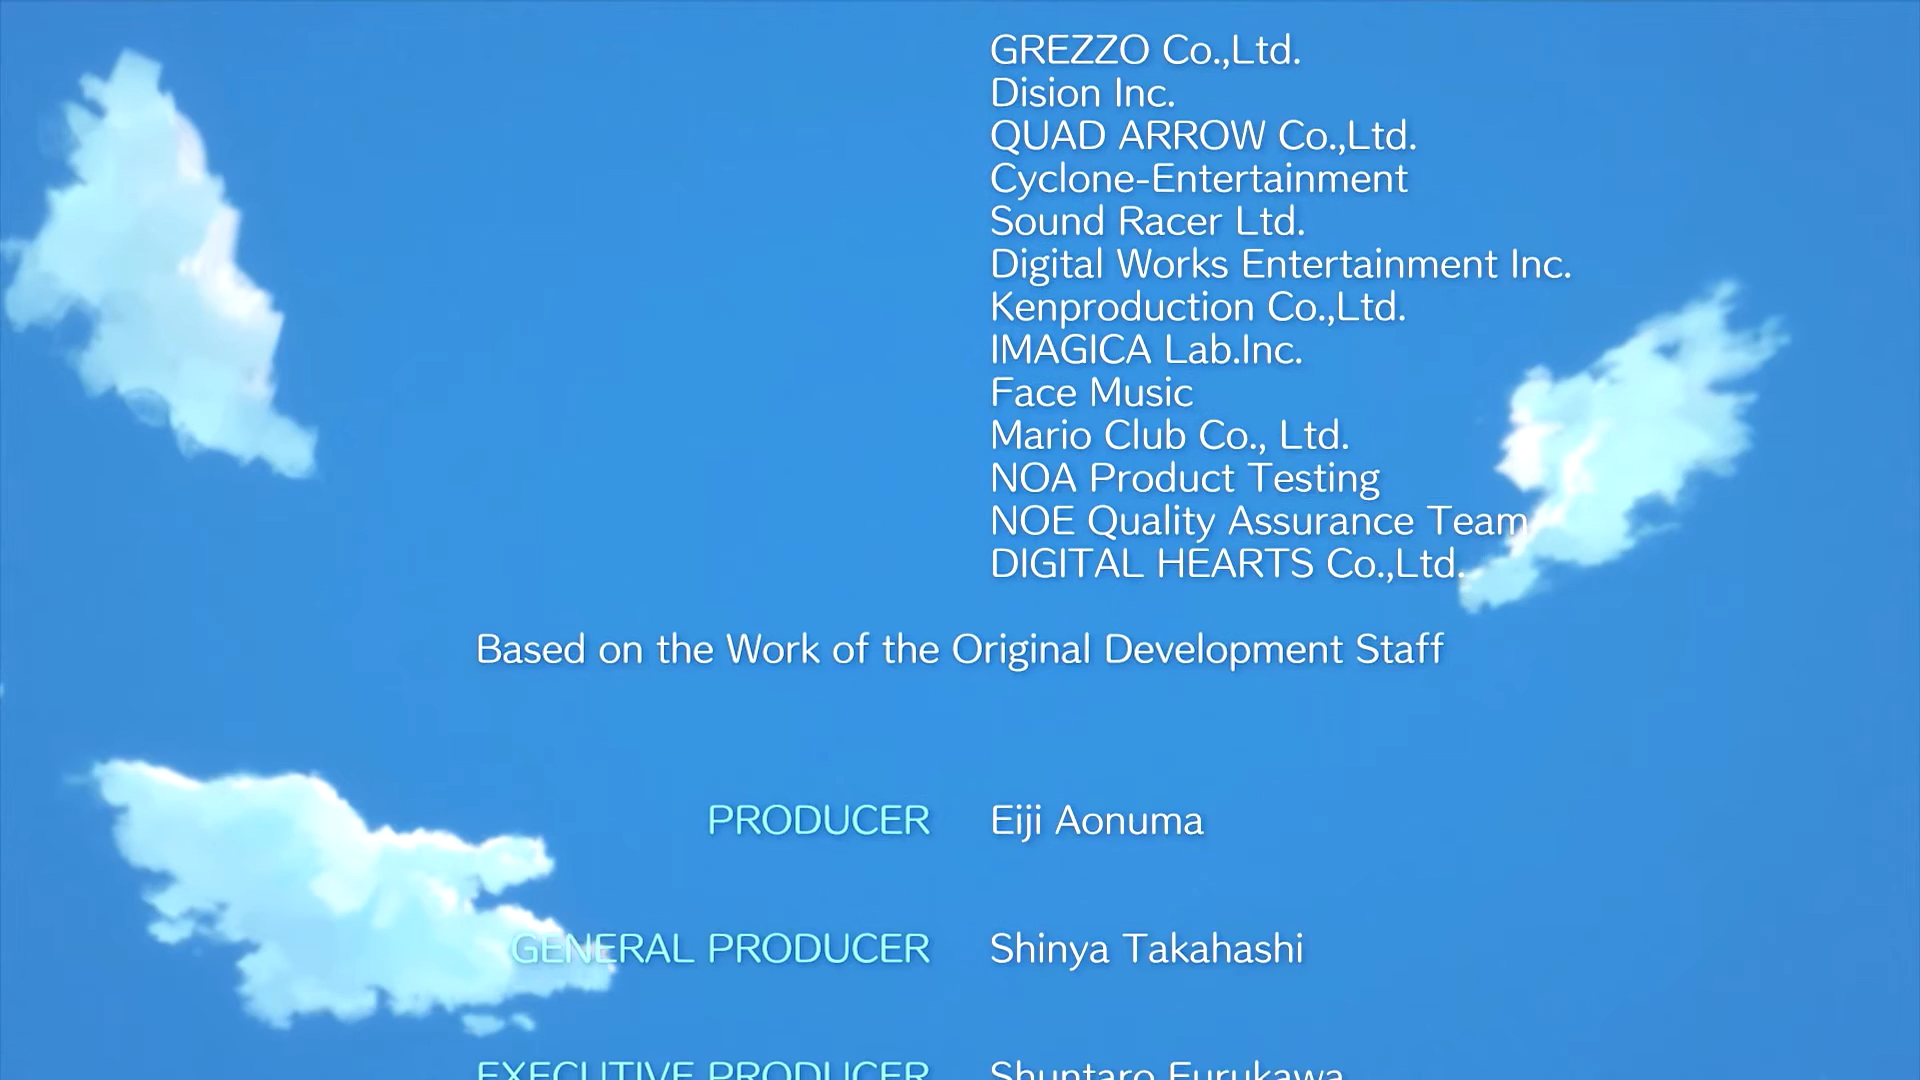 GREZZO Co.,Ltd.
Dision Inc.
QUAD ARROW Co.,Ltd.
Cyclone-Entertainment
Sound Racer Ltd.
Digital Works Entertainment Inc.
Kenproduction Co.,Ltd.
IMAGICA Lab.Inc.
Face Music
Mario Club Co., Ltd.
NOA Product Testing
NOE Quality Assurance Team
DIGITAL HEARTS Co.,Ltd.
Based on the Work of the Original Development Staff
PRODUCER Eiji Aonuma
GENERAL PRODUCER Shinya Takahashi
EXECUTIVE PRODUCER Shuntaro Furukawa